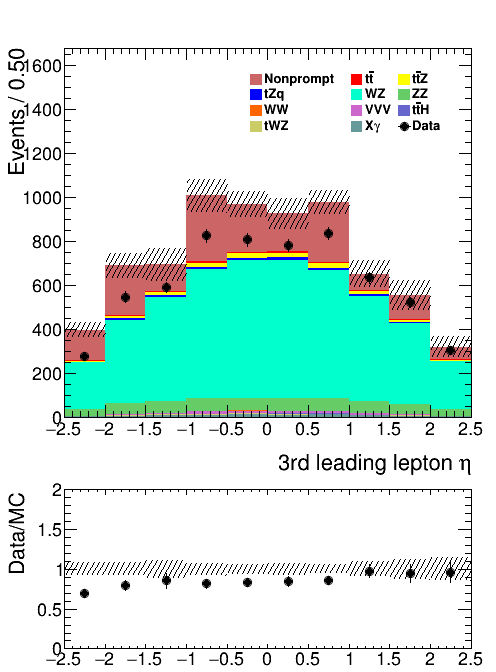 Events / 0.50
1600
1400
1200
1000
800
600
400
200
0
Nonprompt tt̄ tt̄Z
tZq WZ ZZ
WW VVV tt̄H
tWZ Xγ Data
−2.5 −2 −1.5 −1 −0.5 0 0.5 1 1.5 2 2.5
3rd leading lepton η
Data/MC
2
1.5
1
0.5
0
−2.5 −2 −1.5 −1 −0.5 0 0.5 1 1.5 2 2.5